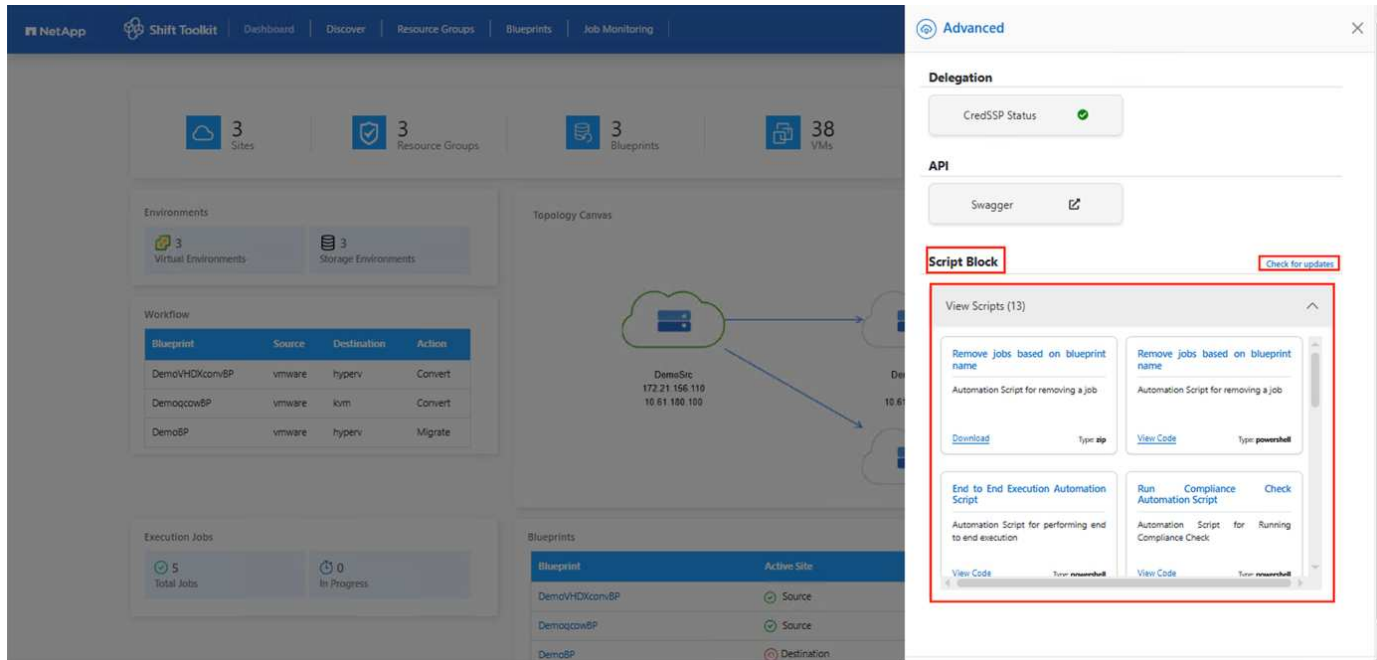 NetApp
Shift Toolkit
Dashboard
Discover
Resource Groups
Blueprints
Job Monitoring
3
Sites
3
Resource Groups
3
Blueprints
38
VMs
Environments
3
Virtual Environments
3
Storage Environments
Workflow
Blueprint Source Destination Action
DemoVHDXconvBP vmware hyperv Convert
DemoqcowBP vmware kvm Convert
DemoBP vmware hyperv Migrate
Topology Canvas
DemoSrc
172.21.156.110
10.61.180.100
De
10.6
Execution Jobs
5
Total Jobs
0
In Progress
Blueprints
Blueprint Active Site
DemoVHDXconvBP Source
DemoqcowBP Source
DemoBP Destination
Advanced
Delegation
CredSSP Status
API
Swagger
Script Block
Check for updates
View Scripts (13)
Remove jobs based on blueprint
name
Automation Script for removing a job
Download Type: zip
Remove jobs based on blueprint
name
Automation Script for removing a job
View Code Type: powershell
End to End Execution Automation
Script
Automation Script for performing end
to end execution
View Code Type: powershell
Run Compliance Check
Automation Script
Automation Script for Running
Compliance Check
View Code Type: powershell